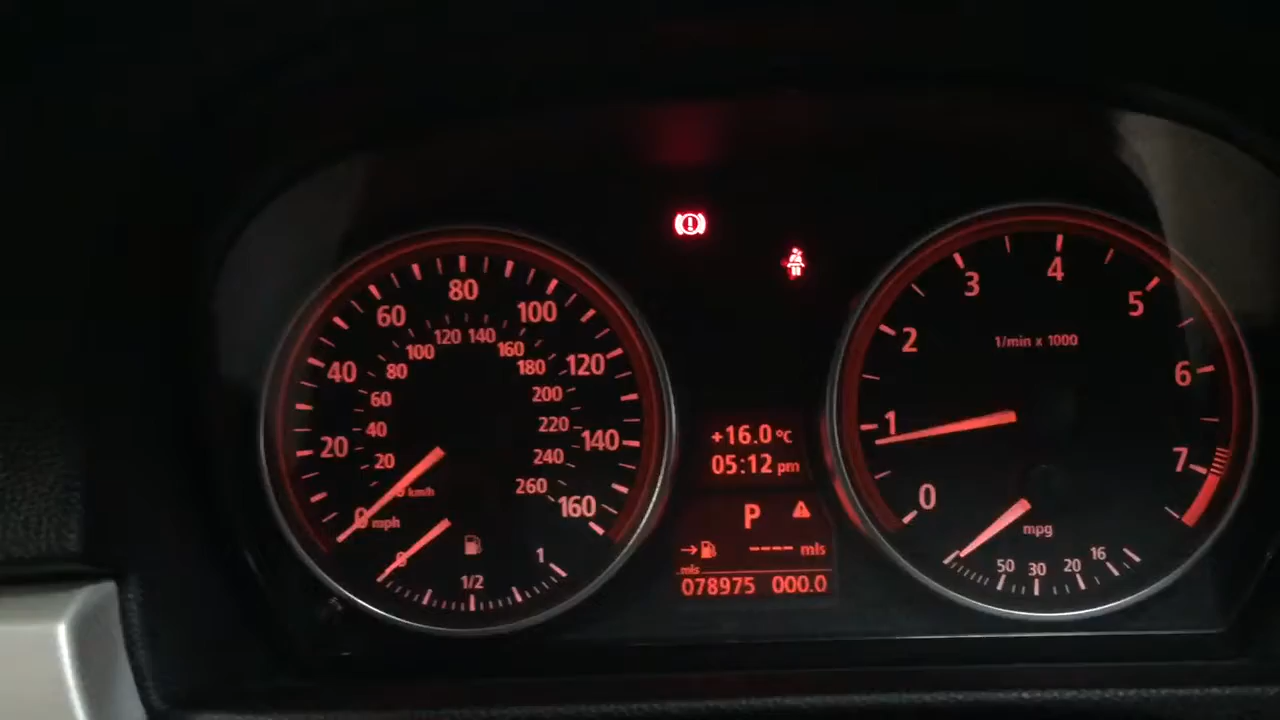 20 40 60 80 100 120 140 160
20 40 60 80 100 120 140 160 180 200 220 240 260
km/h
0 mph
0 1/2 1
+16.0°C
05:12 pm
P
---- mls
mls
078975 000.0
0 1 2 3 4 5 6 7
1/min x 1000
mpg
50 30 20 16